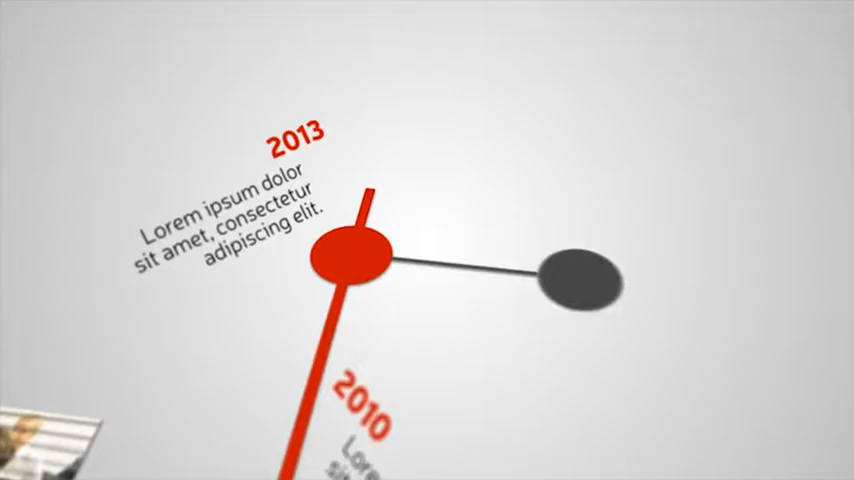 2013
Lorem ipsum dolor
sit amet, consectetur
adipiscing elit.
2010